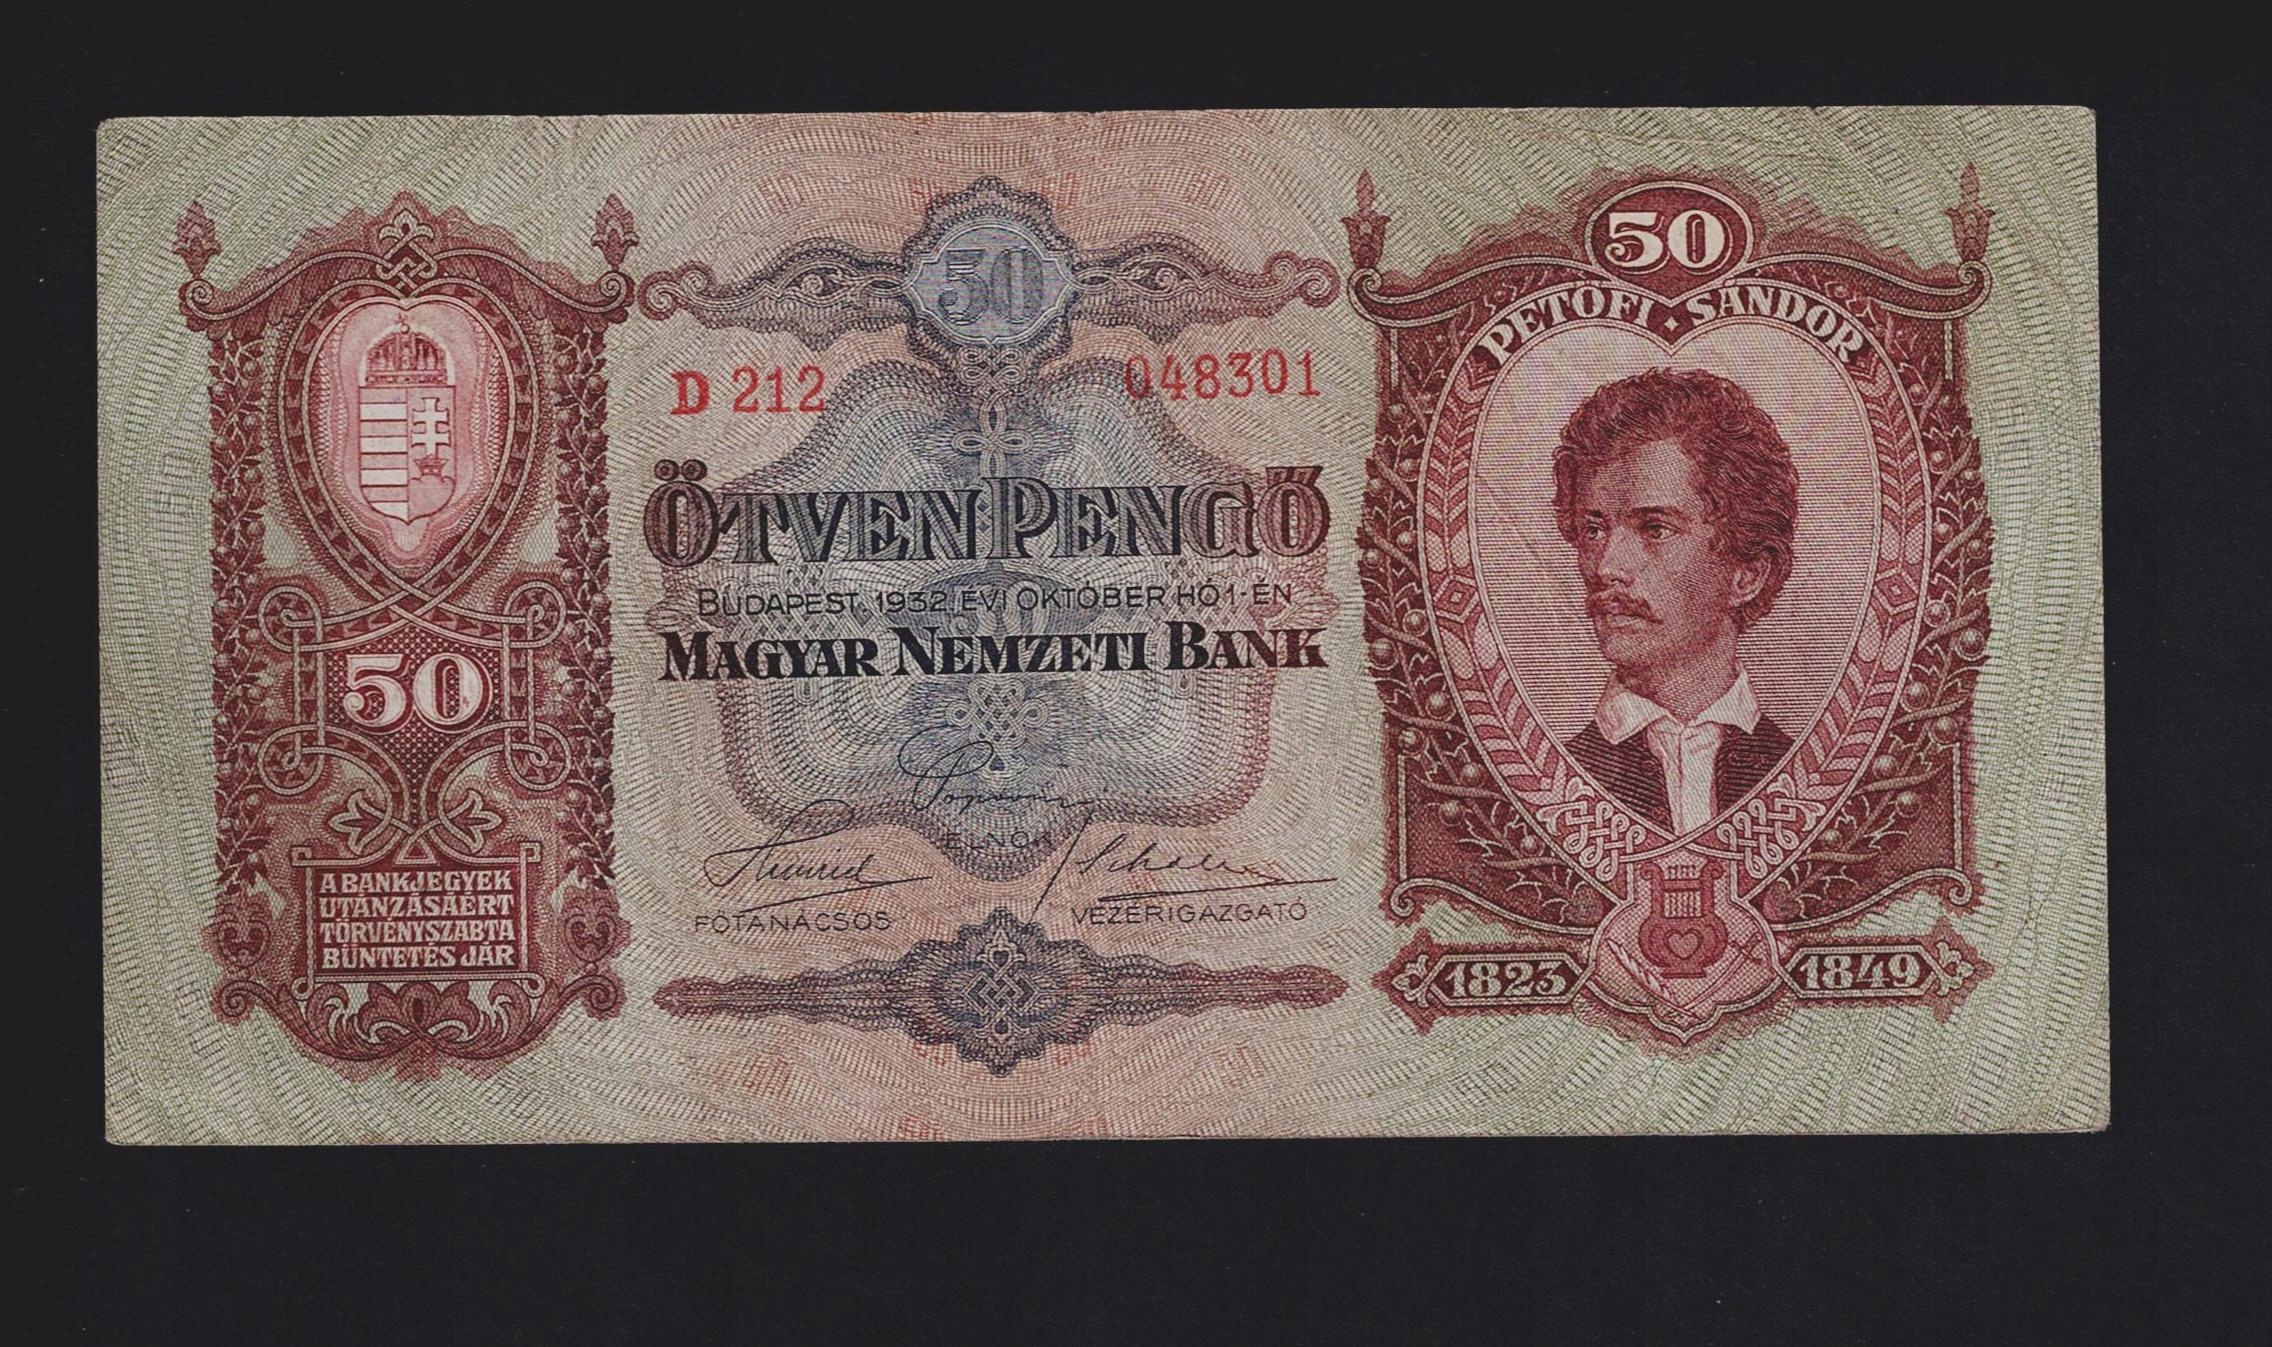 50
50
PETŐFI SÁNDOR
D 212 048301
ÖTVEN PENGŐ
BUDAPEST, 1932. ÉVI OKTÓBER HÓ 1-ÉN
MAGYAR NEMZETI BANK
50
ELNÖK
FŐTANÁCSOS
VEZÉRIGAZGATÓ
A BANKJEGYEK
UTÁNZÁSÁÉRT
TÖRVÉNYSZABTA
BÜNTETÉS JÁR
1823 1849